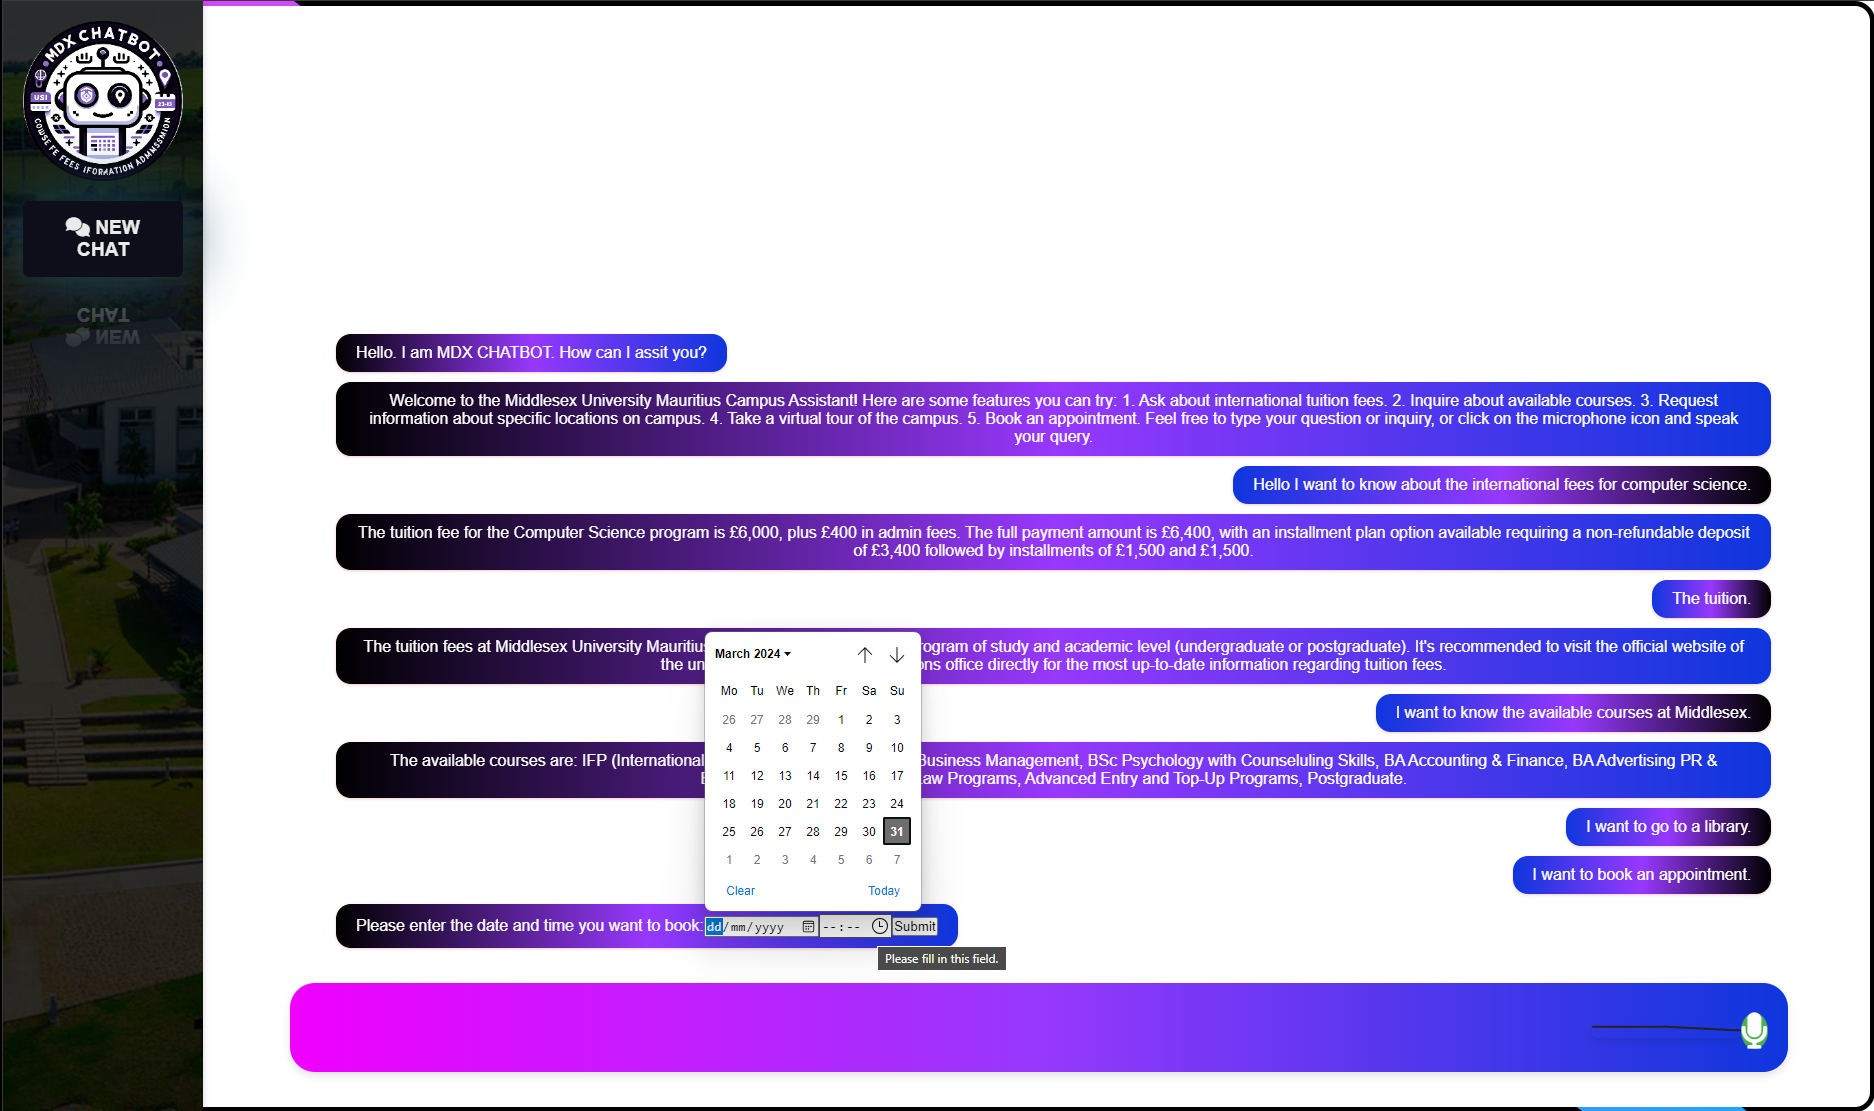 MDX CHATBOT
USI
23-15
COWSE FE FEES IFORMATION ADMMSSMION
NEW
CHAT
Hello. I am MDX CHATBOT. How can I assit you?
Welcome to the Middlesex University Mauritius Campus Assistant! Here are some features you can try: 1. Ask about international tuition fees. 2. Inquire about available courses. 3. Request
information about specific locations on campus. 4. Take a virtual tour of the campus. 5. Book an appointment. Feel free to type your question or inquiry, or click on the microphone icon and speak
your query.
Hello I want to know about the international fees for computer science.
The tuition fee for the Computer Science program is £6,000, plus £400 in admin fees. The full payment amount is £6,400, with an installment plan option available requiring a non-refundable deposit
of £3,400 followed by installments of £1,500 and £1,500.
The tuition.
The tuition fees at Middlesex University Mauritius program of study and academic level (undergraduate or postgraduate). It's recommended to visit the official website of
the ons office directly for the most up-to-date information regarding tuition fees.
I want to know the available courses at Middlesex.
The available courses are: IFP (International Business Management, BSc Psychology with Counseluling Skills, BA Accounting & Finance, BA Advertising PR &
Law Programs, Advanced Entry and Top-Up Programs, Postgraduate.
I want to go to a library.
I want to book an appointment.
March 2024
Mo Tu We Th Fr Sa Su
26 27 28 29 1 2 3
4 5 6 7 8 9 10
11 12 13 14 15 16 17
18 19 20 21 22 23 24
25 26 27 28 29 30 31
1 2 3 4 5 6 7
Clear Today
Please enter the date and time you want to book: dd/mm/yyyy --:-- Submit
Please fill in this field.